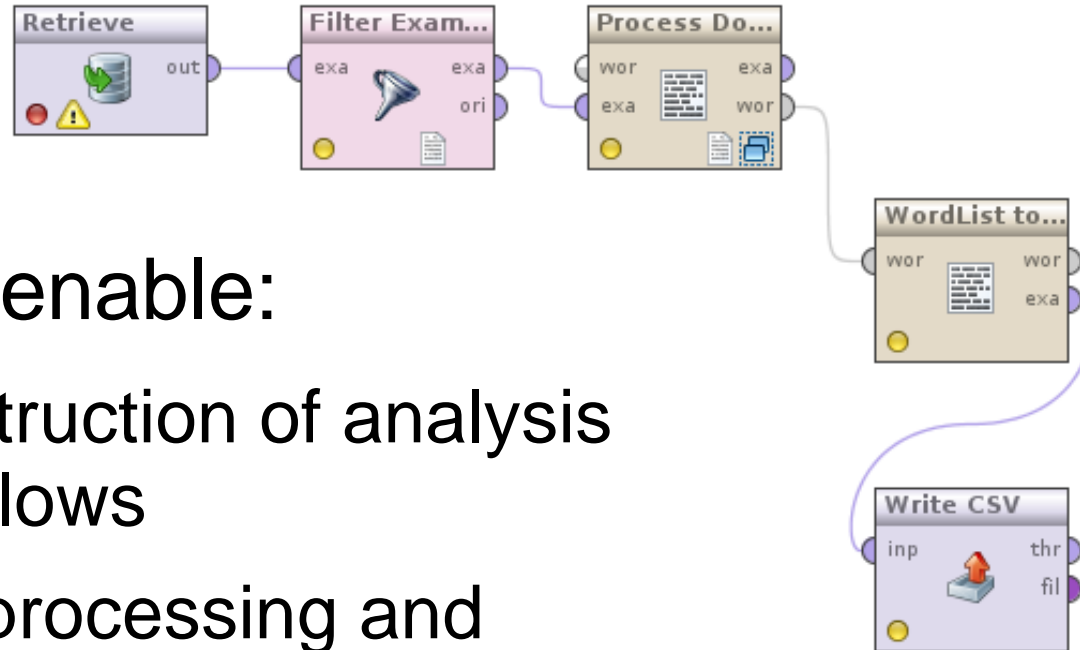 Retrieve
out
Filter Exam...
exa exa
ori
Process Do...
wor exa
exa wor
WordList to...
wor wor
exa
enable:
truction of analysis
lows
processing and
Write CSV
inp thr
fil